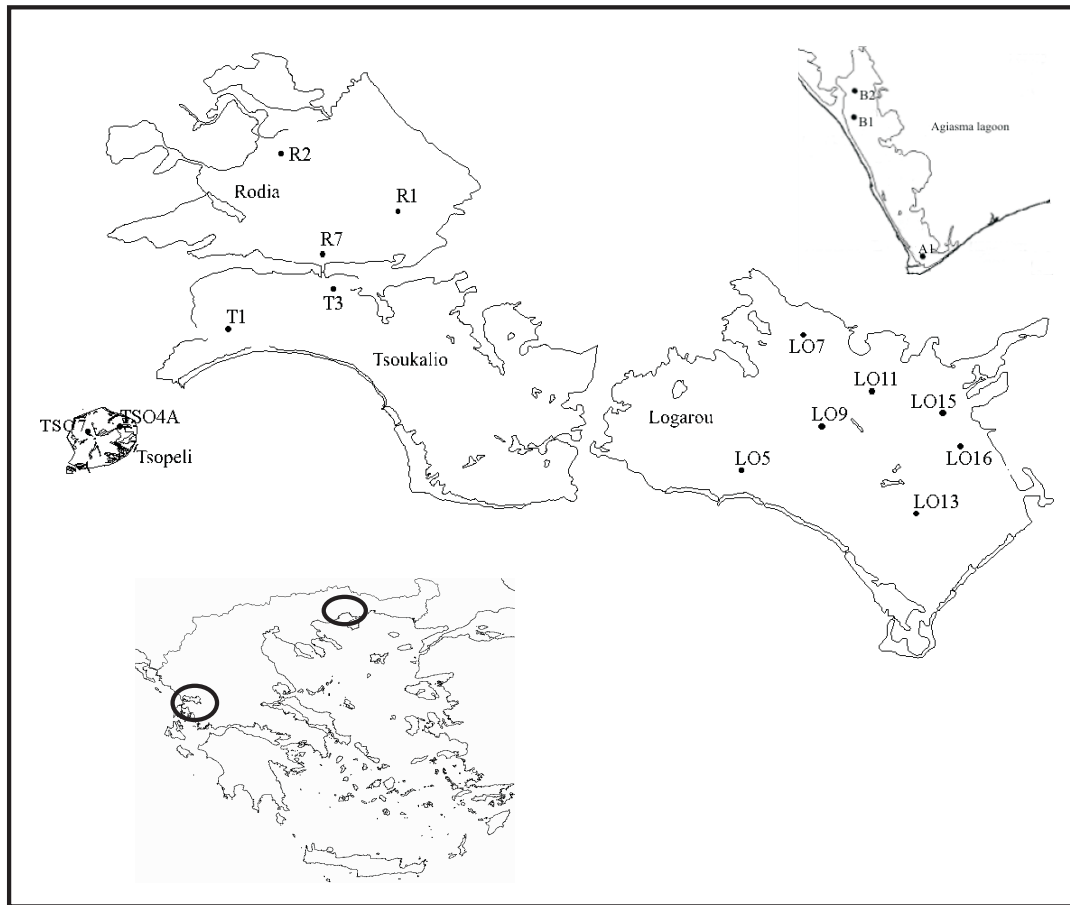 B2
B1
Agiasma lagoon
A1
R2
Rodia
R1
R7
T3
T1
Tsoukalio
TSO7
TSO4A
Tsopeli
LO7
LO11
Logarou
LO9
LO15
LO16
LO5
LO13